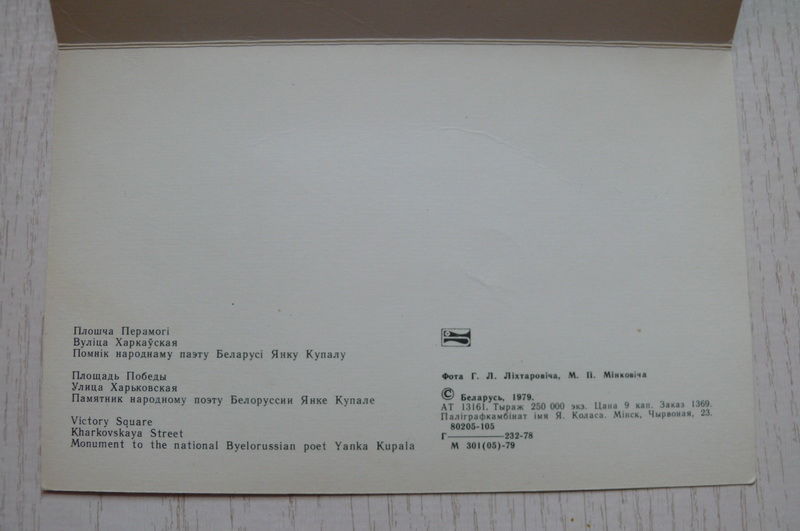 Плошча Перамогі
Вуліца Харкаўская
Помнік народнаму паэту Беларусі Янку Купалу
Площадь Победы
Улица Харьковская
Памятник народному поэту Белоруссии Янке Купале
Victory Square
Kharkovskaya Street
Monument to the national Byelorussian poet Yanka Kupala
Фота Г. Л. Ліхтаровіча, М. П. Мінковіча
© Беларусь, 1979.
АТ 13161. Тыраж 250 000 экз. Цана 9 кап. Заказ 1369.
Паліграфкамбінат імя Я. Коласа. Мінск, Чырвоная, 23.
80205-105
Г————232-78
М 301(05)-79